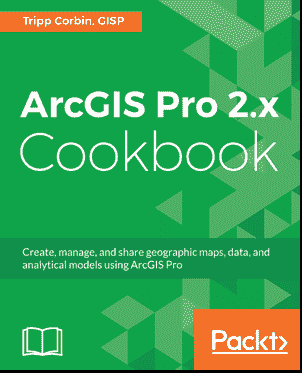 Tripp Corbin, GISP
ArcGIS Pro 2.x
Cookbook
Create, manage, and share geographic maps, data, and
analytical models using ArcGIS Pro
Packt>